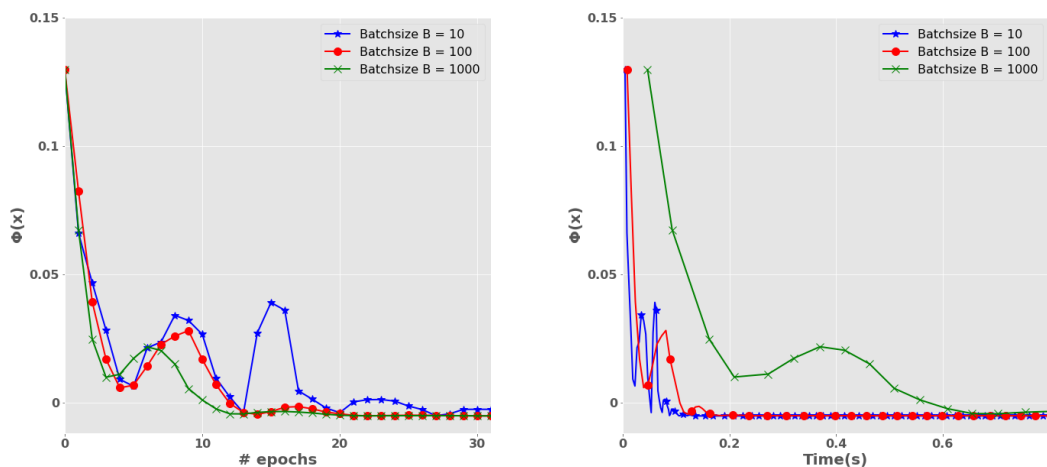 0.15
0.1
0.05
0
Φ(x)
0
10
20
30
# epochs
Batchsize B = 10
Batchsize B = 100
Batchsize B = 1000
0.15
0.1
0.05
0
Φ(x)
0
0.2
0.4
0.6
Time(s)
Batchsize B = 10
Batchsize B = 100
Batchsize B = 1000